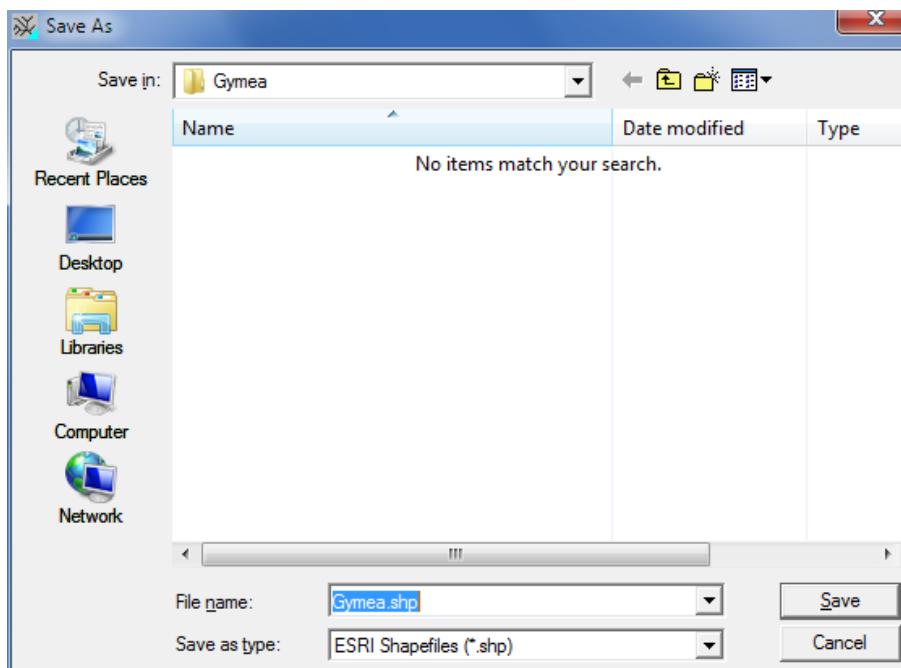 Save As
Save in: Gymea
Name Date modified Type
No items match your search.
Recent Places
Desktop
Libraries
Computer
Network
File name: Gymea.shp Save
Save as type: ESRI Shapefiles (*.shp) Cancel